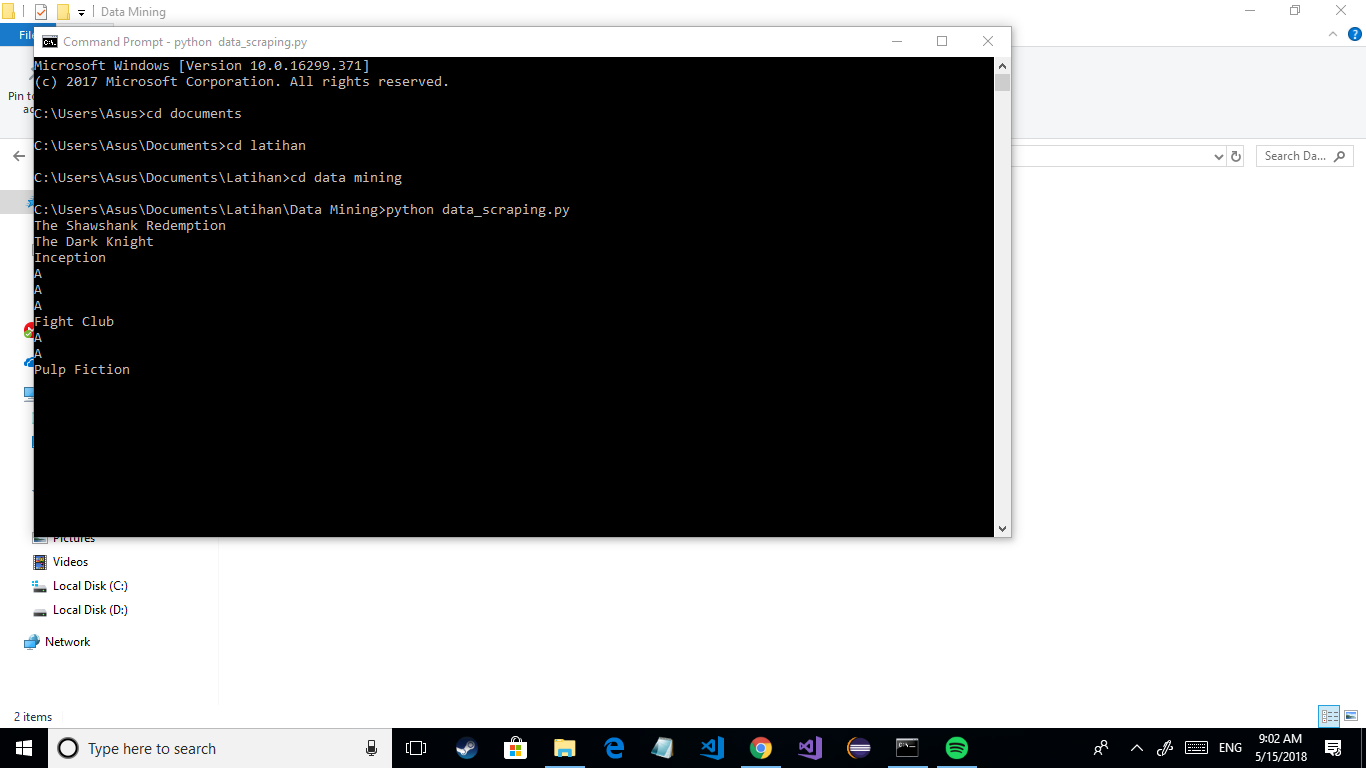 Data Mining
Command Prompt - python  data_scraping.py
Microsoft Windows [Version 10.0.16299.371]
(c) 2017 Microsoft Corporation. All rights reserved.
C:\Users\Asus>cd documents
C:\Users\Asus\Documents>cd latihan
C:\Users\Asus\Documents\Latihan>cd data mining
C:\Users\Asus\Documents\Latihan\Data Mining>python data_scraping.py
The Shawshank Redemption
The Dark Knight
Inception
A
A
A
Fight Club
A
A
Pulp Fiction
Search Da...
Pictures
Videos
Local Disk (C:)
Local Disk (D:)
Network
2 items
Type here to search
ENG
9:02 AM
5/15/2018